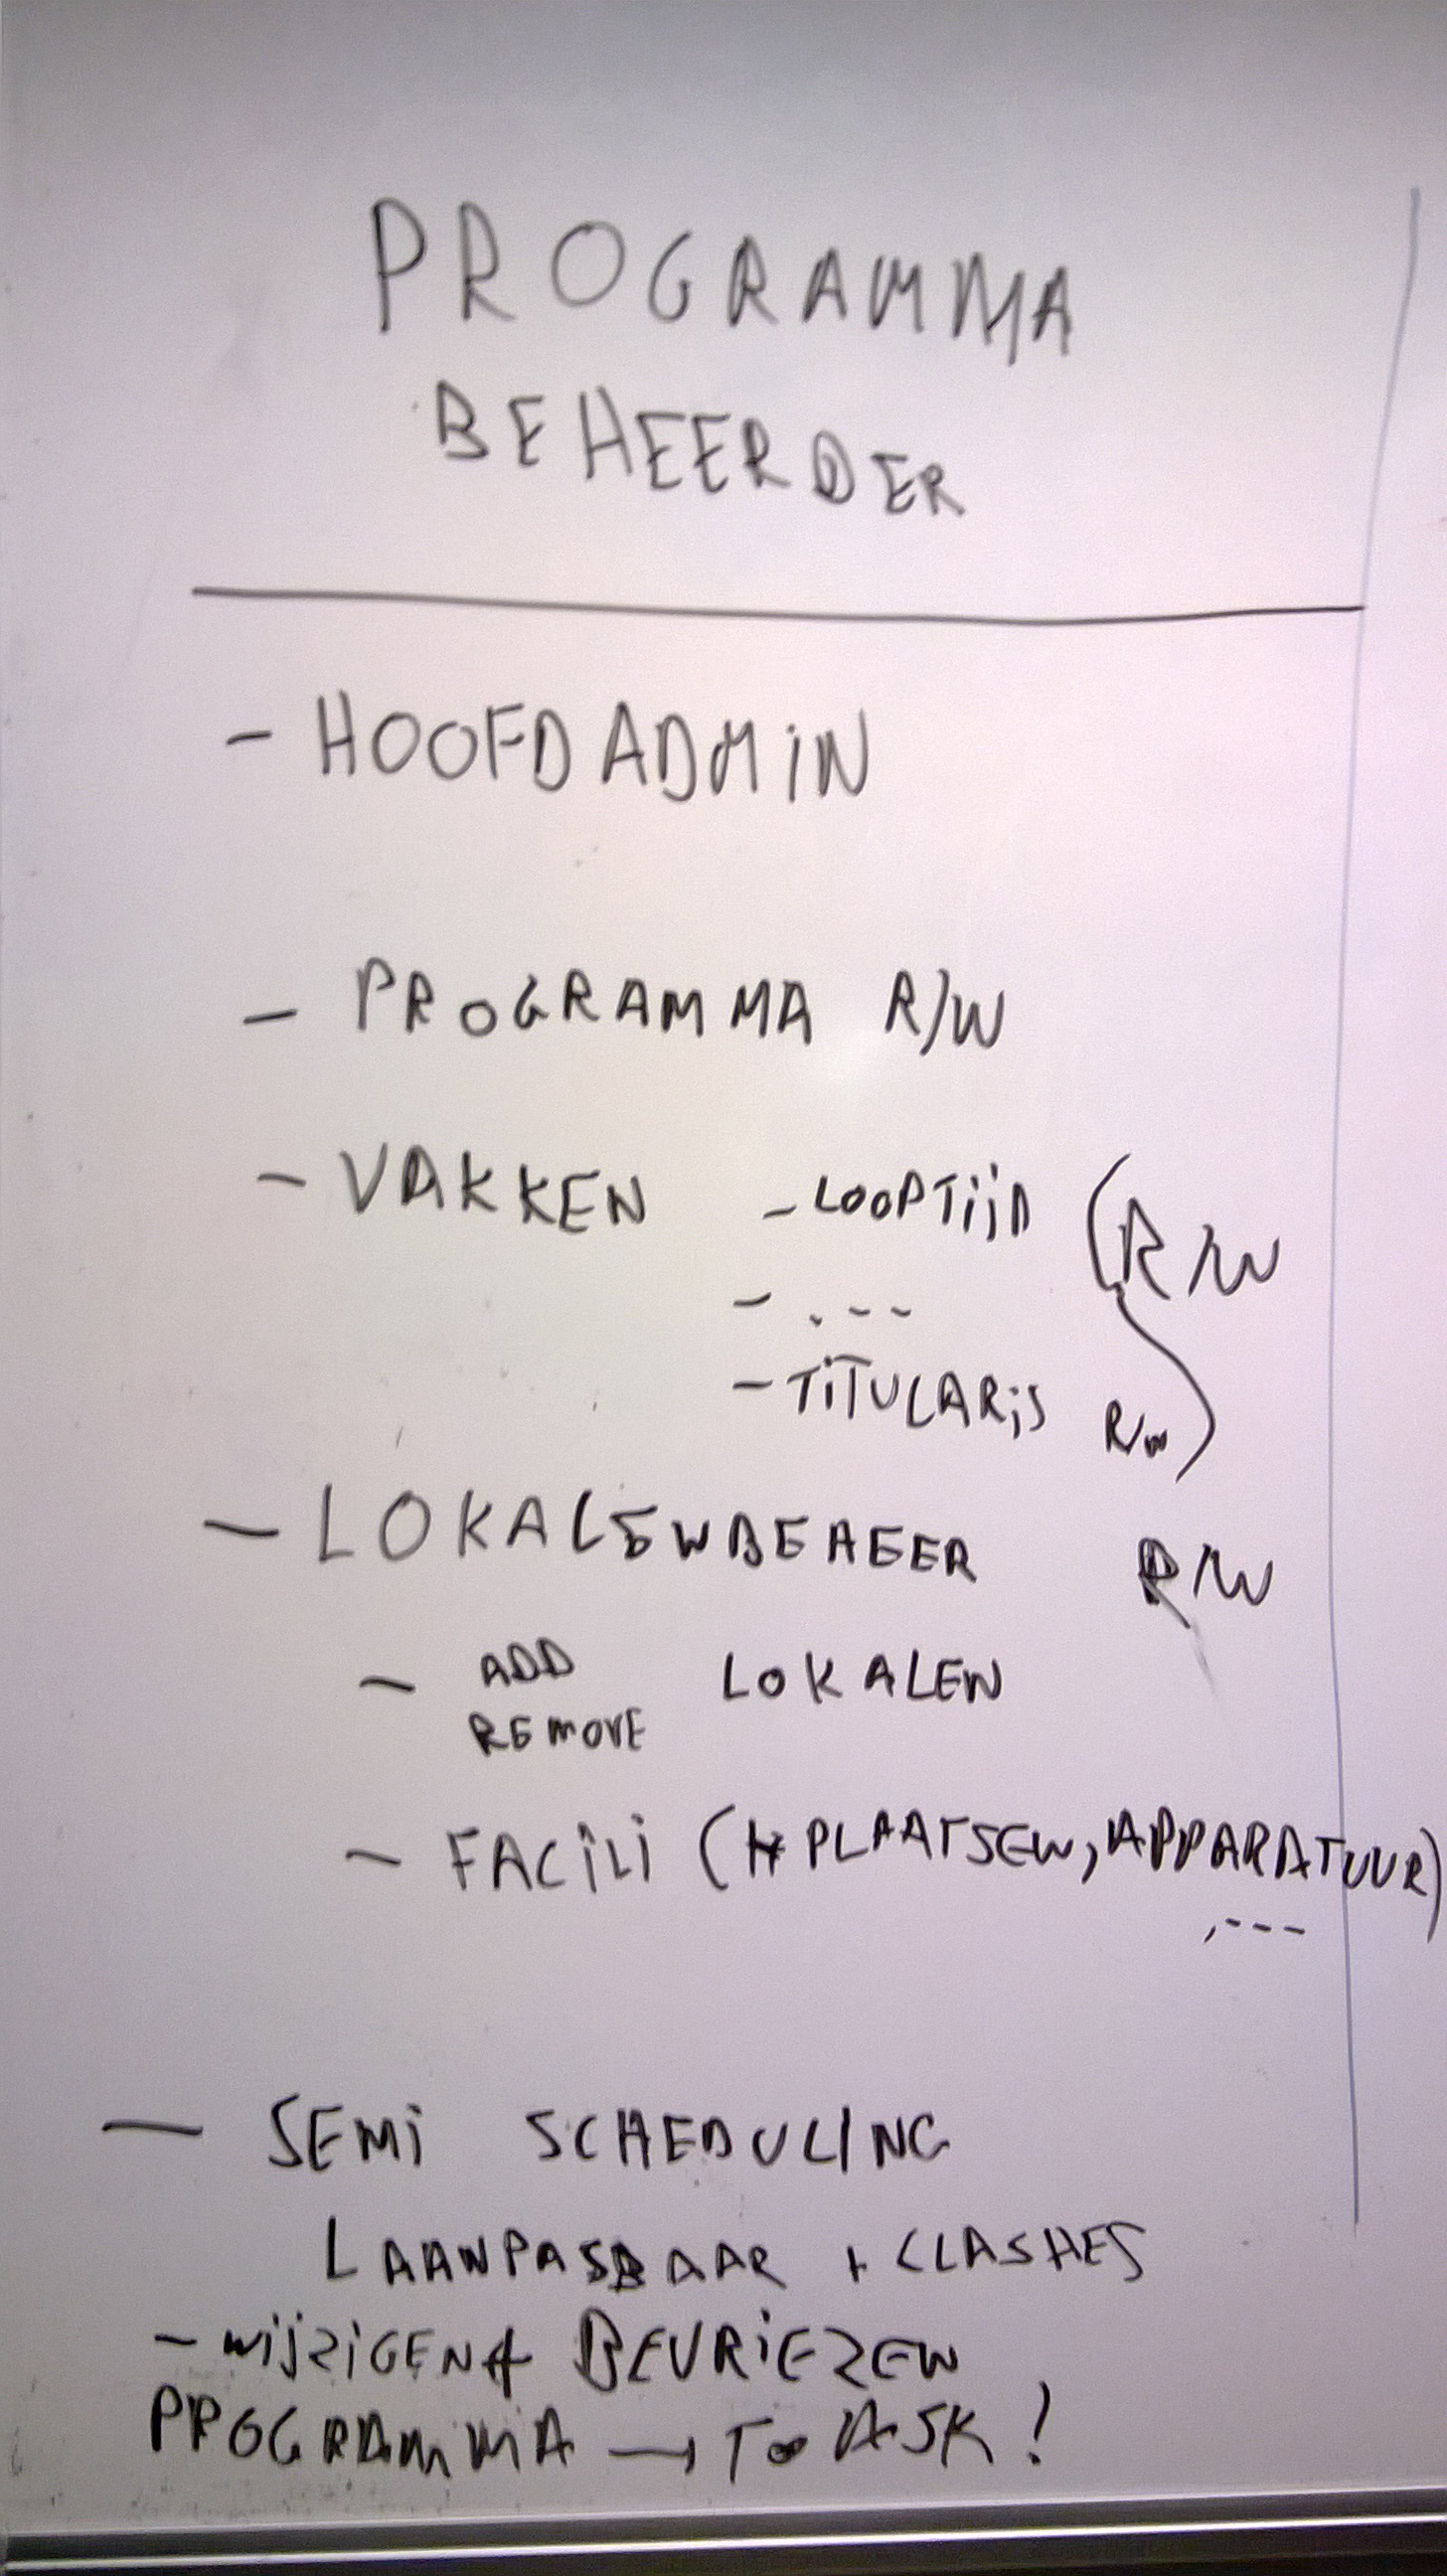 PROGRAMMA
BEHEERDER
- HOOFDADMiN
- PROGRAMMA R/W
- VAKKEN - LOOPTijD (R/W
- . - - -
- TiTULARiS R/W)
- LOKALENBEHEER R/W
- ADD LOKALEN
REMOVE
- FACiLi (# PLAATSEN, APPARATUUR)
, - - -
- SEMi SCHEDULING
L AANPASBAAR + CLASHES
- WijZiGEN + BEVRiEZEN
PROGRAMMA → TO ASK!